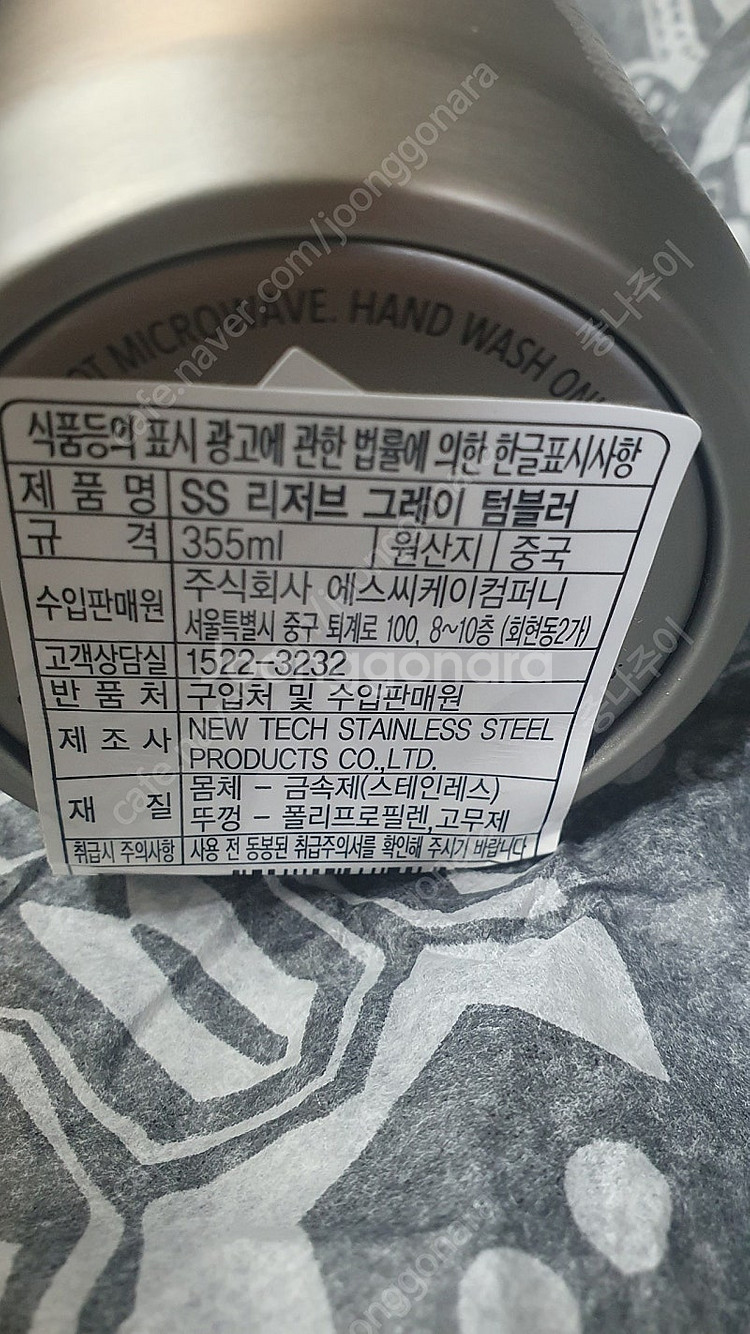 OT MICROWAVE. HAND WASH ON
식품등의 표시 광고에 관한 법률에 의한 한글표시사항
제 품 명 SS 리저브 그레이 텀블러
규 격 355ml 원산지 중국
수입판매원 주식회사 에스씨케이컴퍼니
서울특별시 중구 퇴계로 100, 8~10층 (회현동2가)
고객상담실 1522-3232
반 품 처 구입처 및 수입판매원
제 조 사 NEW TECH STAINLESS STEEL
PRODUCTS CO.,LTD.
재 질 몸체 - 금속제(스테인레스)
뚜껑 - 폴리프로필렌,고무제
취급시 주의사항 사용 전 동봉된 취급주의서를 확인해 주시기 바랍니다
cafe.naver.com/joonggonara
중나주이
joonggonara
중나주이